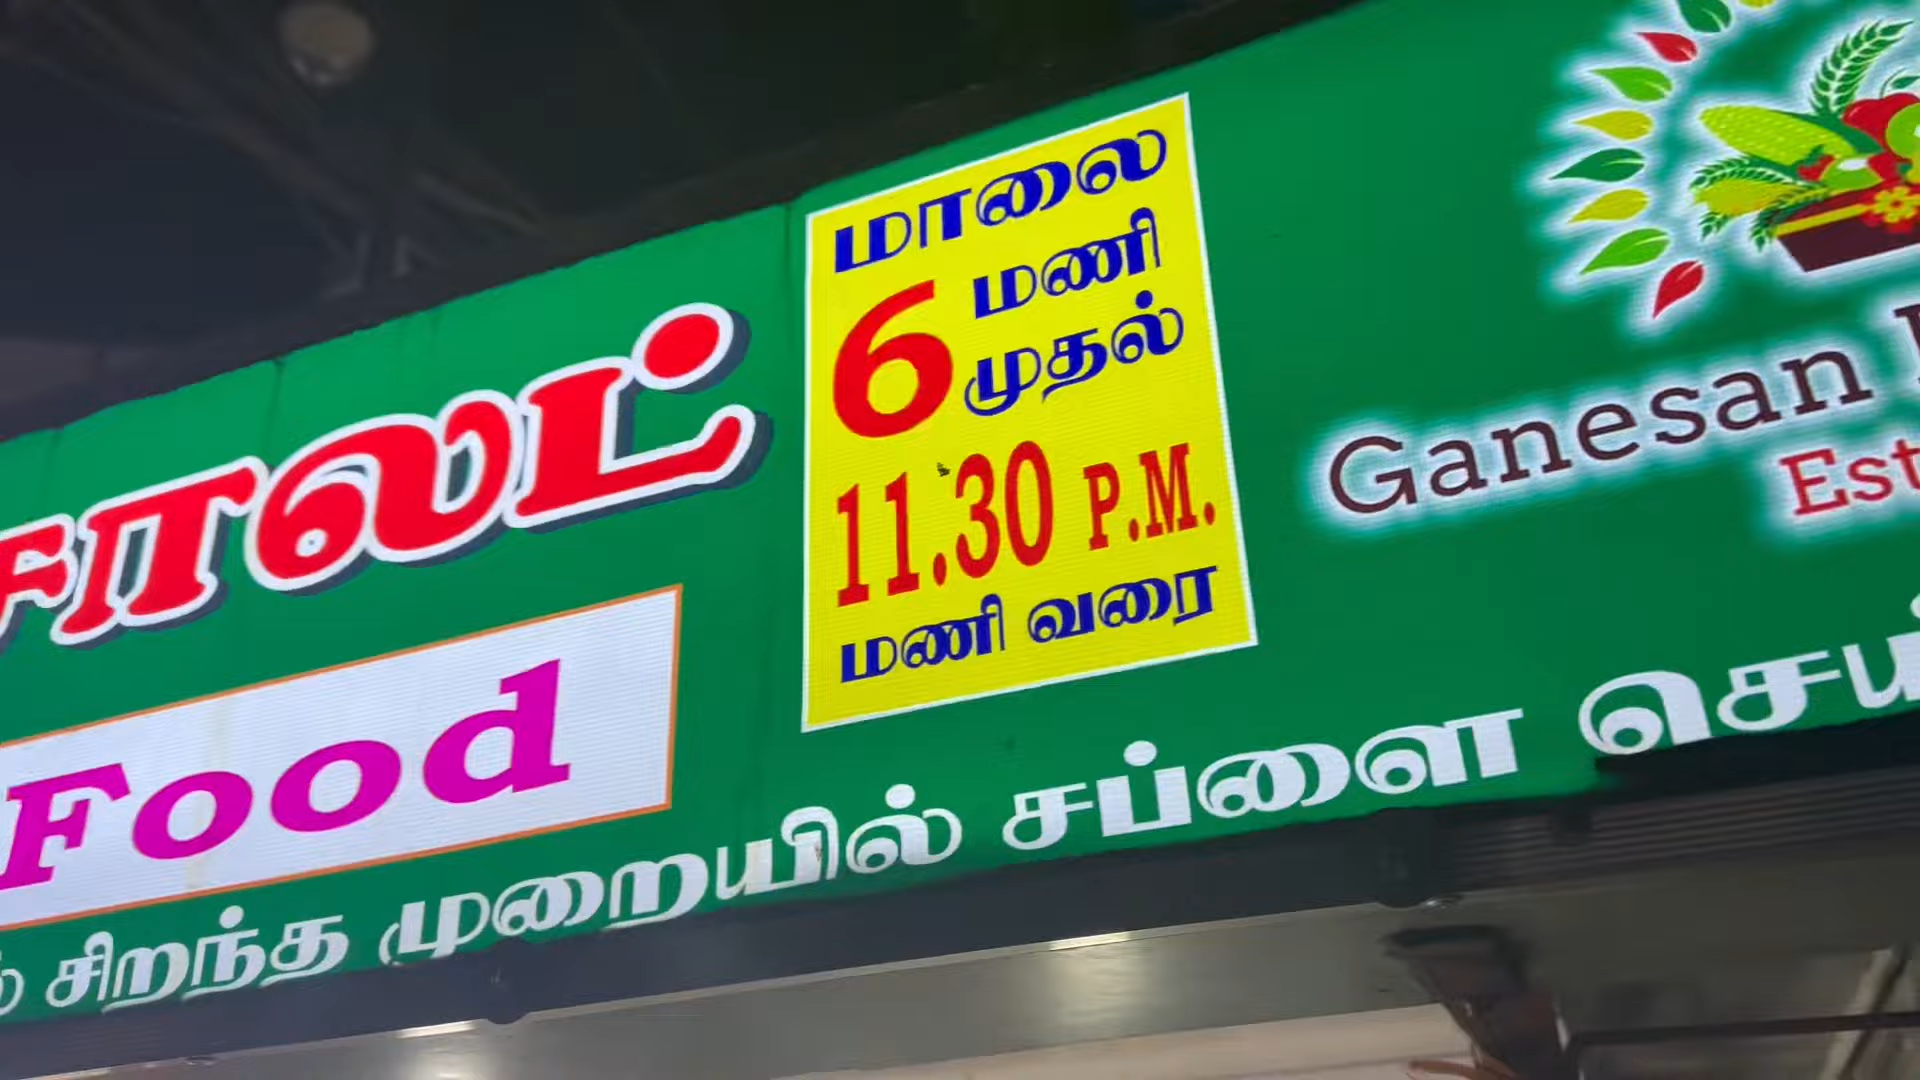 சாலட்
Food
மாலை
6 மணி
முதல்
11.30 P.M.
மணி வரை
Ganesan
Est
சிறந்த முறையில் சப்ளை